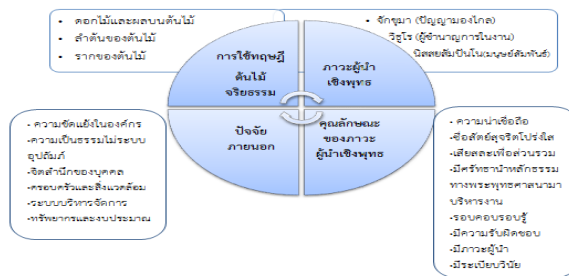 • ดอกไม้และผลบนต้นไม้
• ลำต้นของต้นไม้
• รากของต้นไม้
• จักขุมา (ปัญญามองไกล)
วิธูโร (ผู้ชำนาญการในงาน)
นิสสยสัมปันโน(มนุษย์สัมพันธ์)
การใช้ทฤษฎี
ต้นไม้
จริยธรรม
ภาวะผู้นำ
เชิงพุทธ
ปัจจัย
ภายนอก
คุณลักษณะ
ของภาวะ
ผู้นำเชิงพุทธ
• ความขัดแย้งในองค์กร
-ความเป็นธรรมไม่ระบบ
อุปถัมภ์
-จิตสำนึกของบุคคล
-ครอบครัวและสิ่งแวดล้อม
-ระบบบริหารจัดการ
-ทรัพยากรและงบประมาณ
• ความน่าเชื่อถือ
-ซื่อสัตย์สุจริตโปร่งใส
-เสียสละเพื่อส่วนรวม
-มีศรัทธานำหลักธรรม
ทางพระพุทธศาสนามา
บริหารงาน
-รอบคอบรอบรู้
-มีความรับผิดชอบ
-มีภาวะผู้นำ
-มีระเบียบวินัย